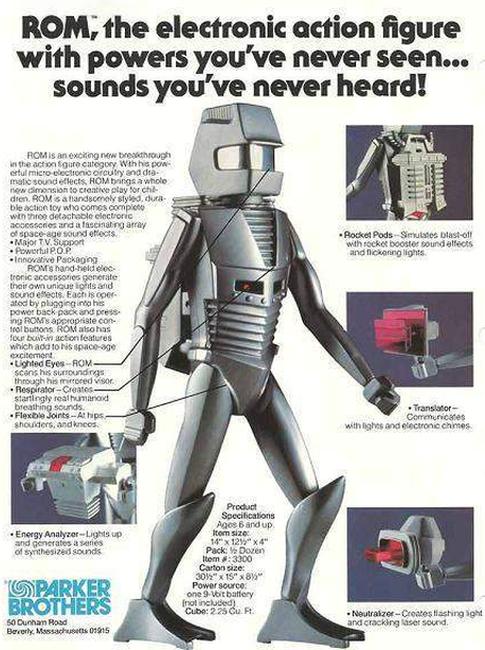 ROM,™ the electronic action figure
with powers you've never seen...
sounds you've never heard!
ROM is an exciting new breakthrough
in the action figure category. With his pow-
erful micro-electronic circuitry and dra-
matic sound effects, ROM brings a whole
new dimension to creative play for chil-
dren. ROM is a handsomely styled, dura-
ble action toy who comes complete
with three detachable electronic
accessories and a fascinating array
of space-age sound effects.
• Major T.V. Support
• Powerful P.O.P.
• Innovative Packaging
ROM's hand-held elec-
tronic accessories generate
their own unique lights and
sound effects. Each is oper-
ated by plugging into his
power back-pack and press-
ing ROM's appropriate con-
trol buttons. ROM also has
four built-in action features
which add to his space-age
excitement.
• Lighted Eyes—ROM
scans his surroundings
through his mirrored visor.
• Respirator—Creates
startlingly real humanoid
breathing sounds.
• Flexible Joints—At hips,
shoulders, and knees.
• Rocket Pods—Simulates blast-off
with rocket booster sound effects
and flickering lights.
• Translator—
Communicates
with lights and electronic chimes.
• Energy Analyzer—Lights up
and generates a series
of synthesized sounds.
Product
Specifications
Ages 6 and up.
Item size:
14" x 12½" x 4"
Pack: ½ Dozen
Item #: 3300
Carton size:
30½" x 15" x 8½"
Power source:
one 9-Volt battery
(not included)
Cube: 2.25 Cu. Ft.
• Neutralizer—Creates flashing light
and crackling laser sound.
PARKER
BROTHERS
50 Dunham Road
Beverly, Massachusetts 01915